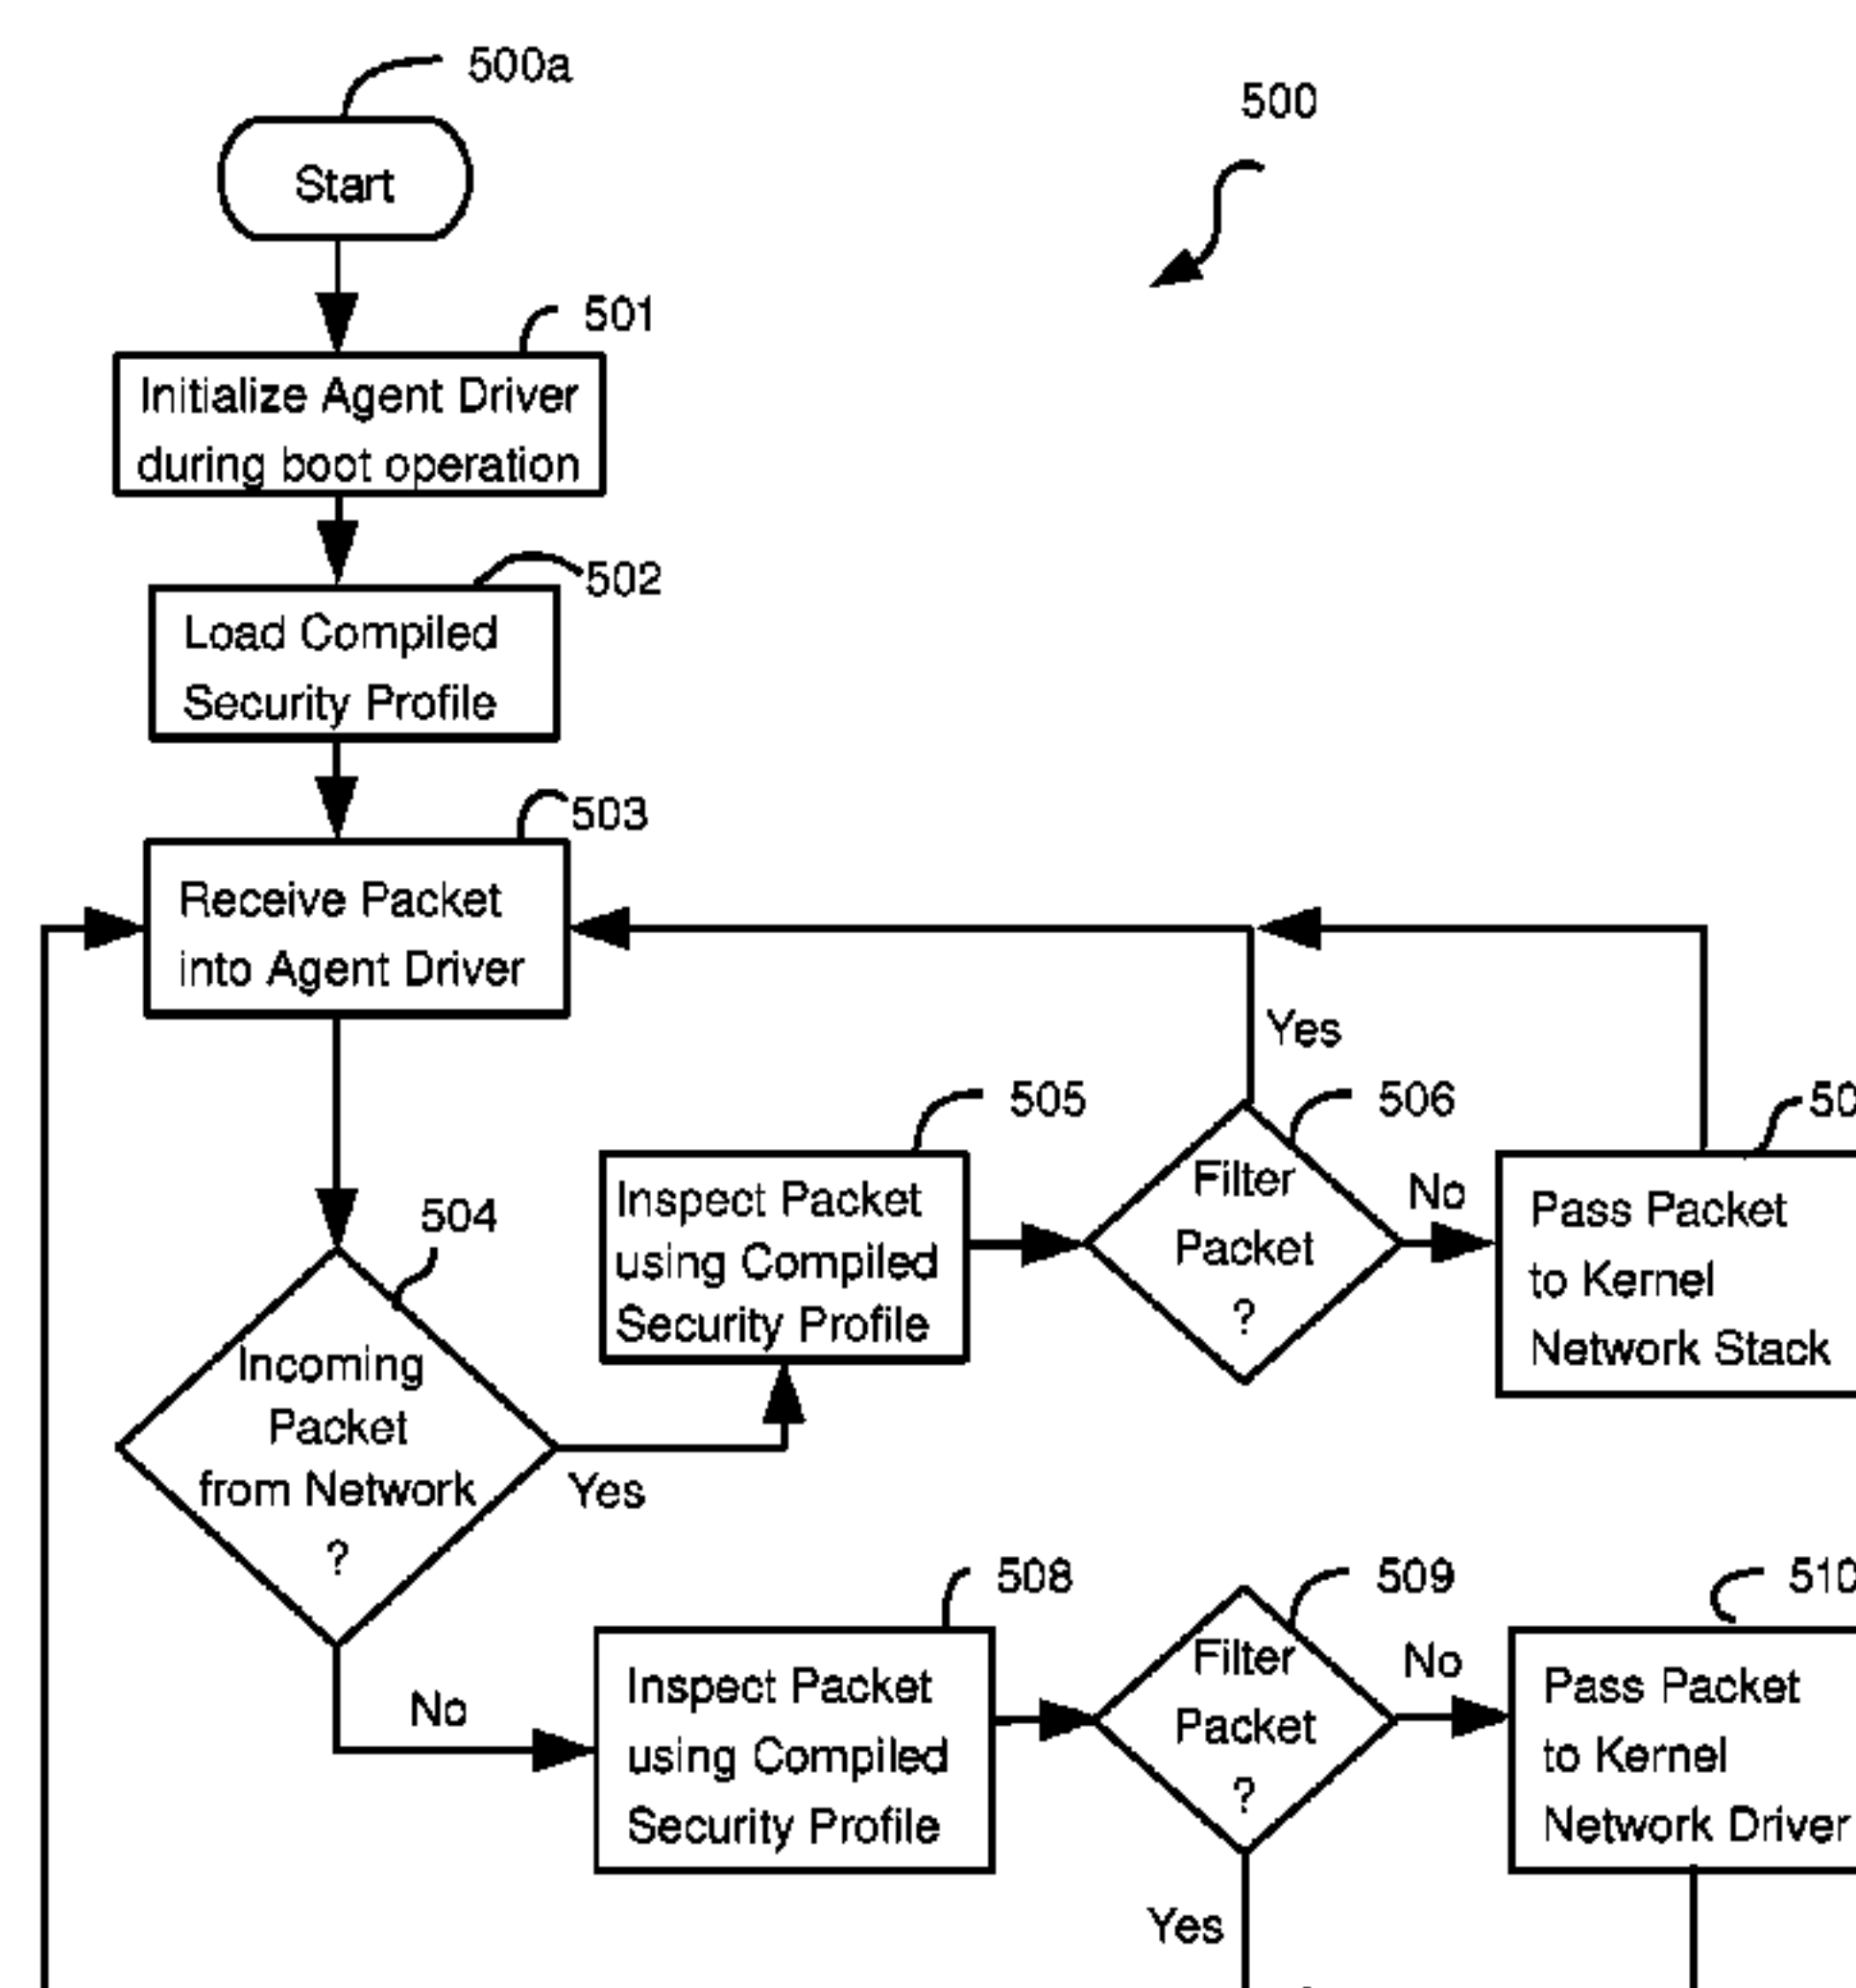 500a
500
Start
501
Initialize Agent Driver
during boot operation
502
Load Compiled
Security Profile
503
Receive Packet
into Agent Driver
Yes
504
Incoming
Packet
from Network
?
Yes
505
Inspect Packet
using Compiled
Security Profile
506
Filter
Packet
?
No
Pass Packet
to Kernel
Network Stack
No
508
Inspect Packet
using Compiled
Security Profile
509
Filter
Packet
?
No
510
Pass Packet
to Kernel
Network Driver
Yes